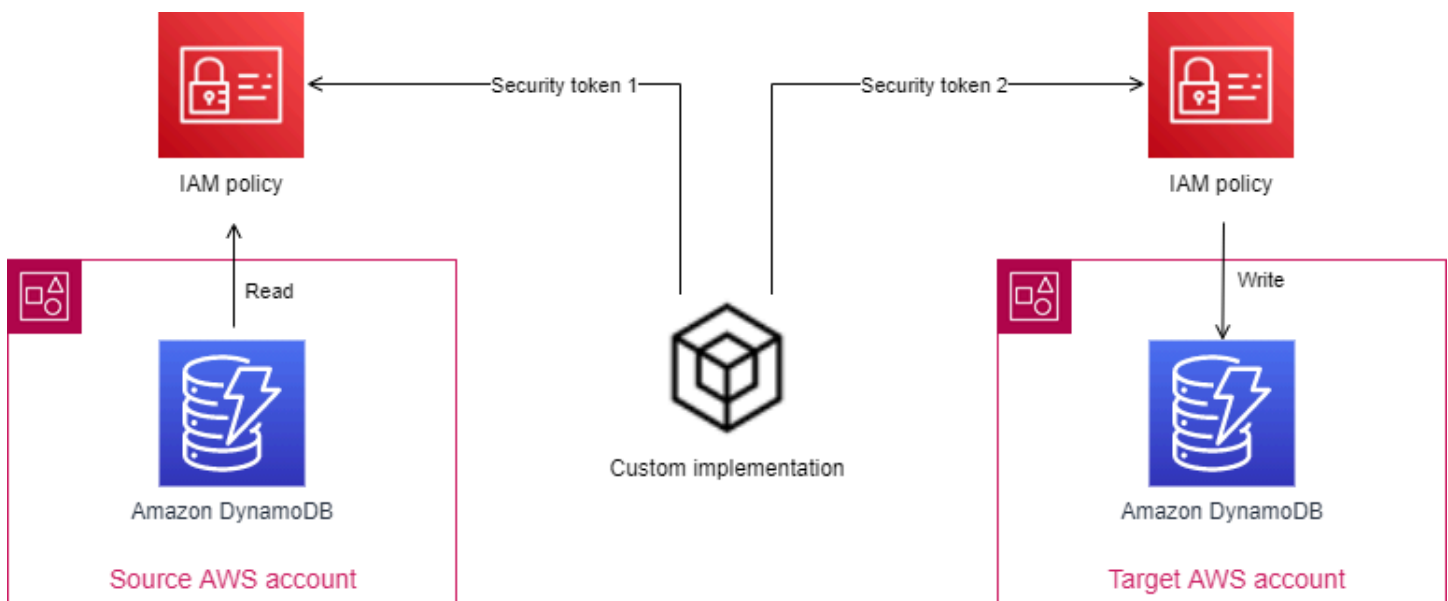 Security token 1
Security token 2
IAM policy
IAM policy
Read
Write
Custom implementation
Amazon DynamoDB
Amazon DynamoDB
Source AWS account
Target AWS account